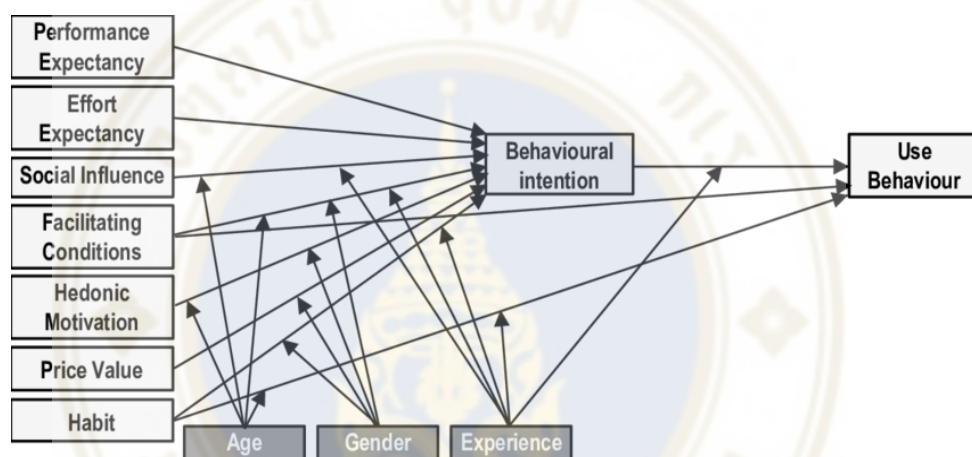 Performance
Expectancy
Effort
Expectancy
Social Influence
Facilitating
Conditions
Hedonic
Motivation
Price Value
Habit
Behavioural
intention
Use
Behaviour
Age
Gender
Experience